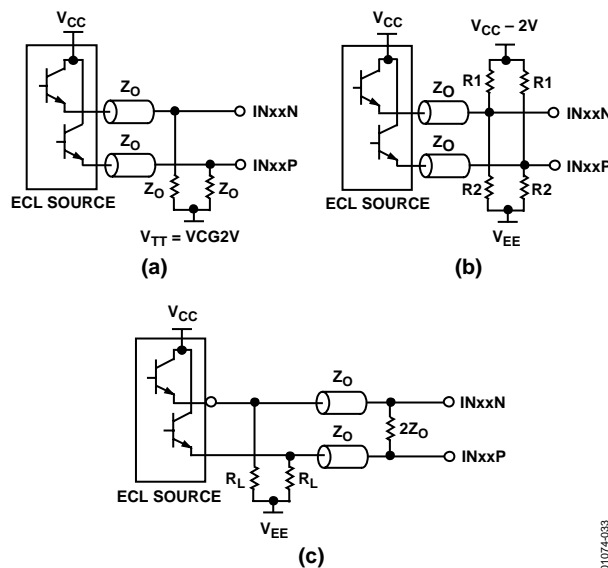 VCC
ZO
INxxN
ZO
INxxP
ZO
ZO
ECL SOURCE
VTT = VCG2V
(a)
VCC
VCC – 2V
R1
R1
ZO
INxxN
ZO
INxxP
R2
R2
ECL SOURCE
VEE
(b)
VCC
ZO
INxxN
2ZO
ZO
INxxP
RL
RL
ECL SOURCE
VEE
(c)
01074-033